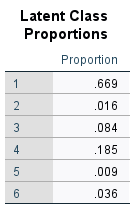 Latent Class
Proportions
Proportion
1 .669
2 .016
3 .084
4 .185
5 .009
6 .036